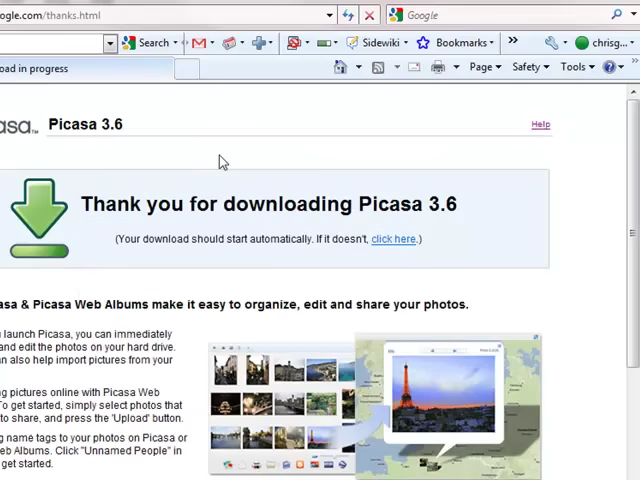 ogle.com/thanks.html
Google
Search
Sidewiki
Bookmarks
»
chrisg...
oad in progress
Page
Safety
Tools
»
asa™ Picasa 3.6
Help
Thank you for downloading Picasa 3.6
(Your download should start automatically. If it doesn't, click here.)
asa & Picasa Web Albums make it easy to organize, edit and share your photos.
u launch Picasa, you can immediately
and edit the photos on your hard drive.
an also help import pictures from your
ng pictures online with Picasa Web
To get started, simply select photos that
to share, and press the 'Upload' button.
ng name tags to your photos on Picasa or
eb Albums. Click "Unnamed People" in
get started.